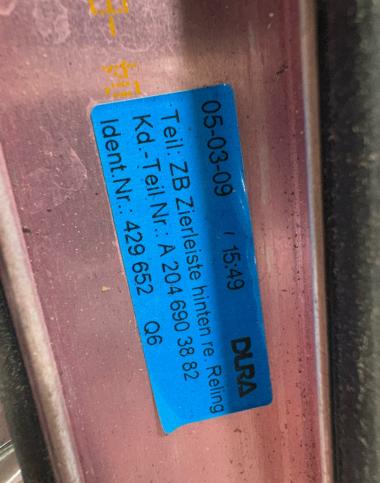 05-03-09 / 15:49 DURA
Teil: ZB Zierleiste hinten re. Reling
Kd.-Teil Nr.: A 204 690 38 82
Ident.Nr.: 429 652 Q6